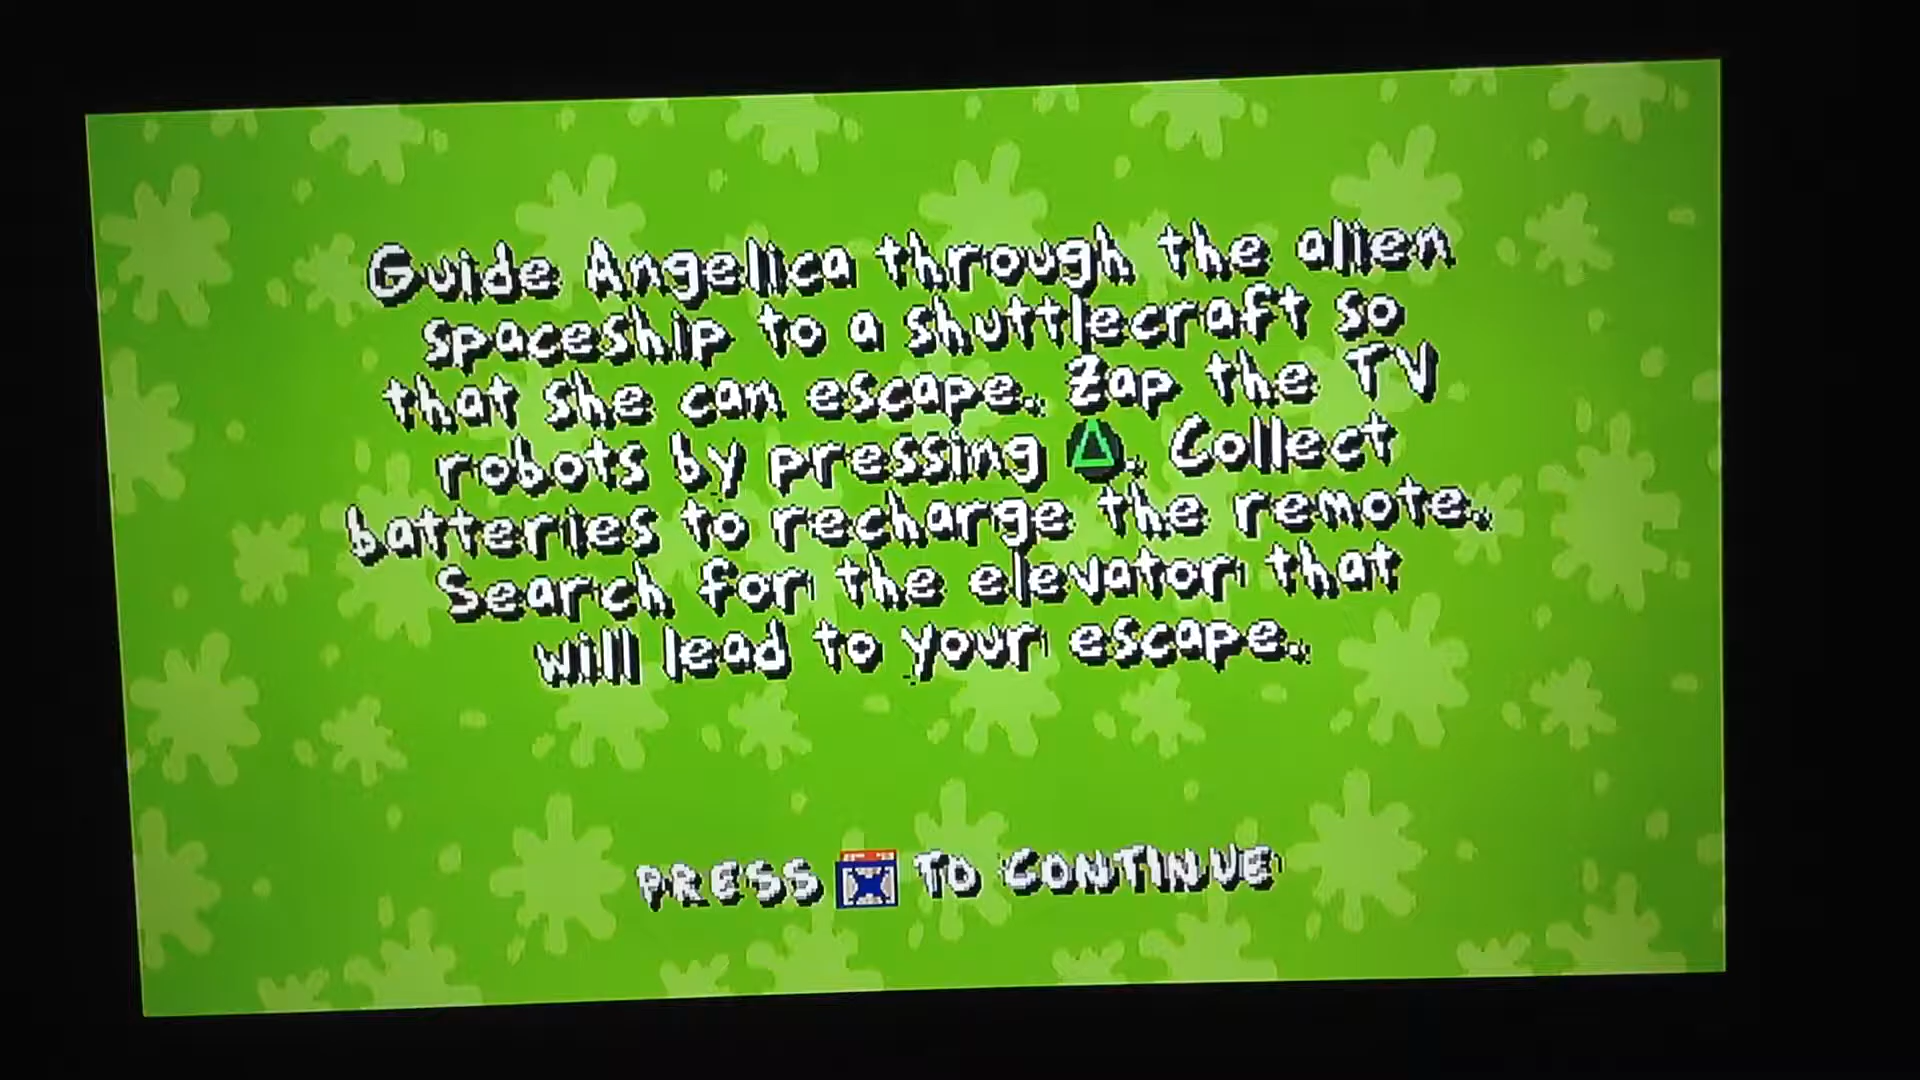 Guide Angelica through the alien
spaceship to a shuttlecraft so
that she can escape. Zap the TV
robots by pressing △. Collect
batteries to recharge the remote.
Search for the elevator that
will lead to your escape.
PRESS X TO CONTINUE